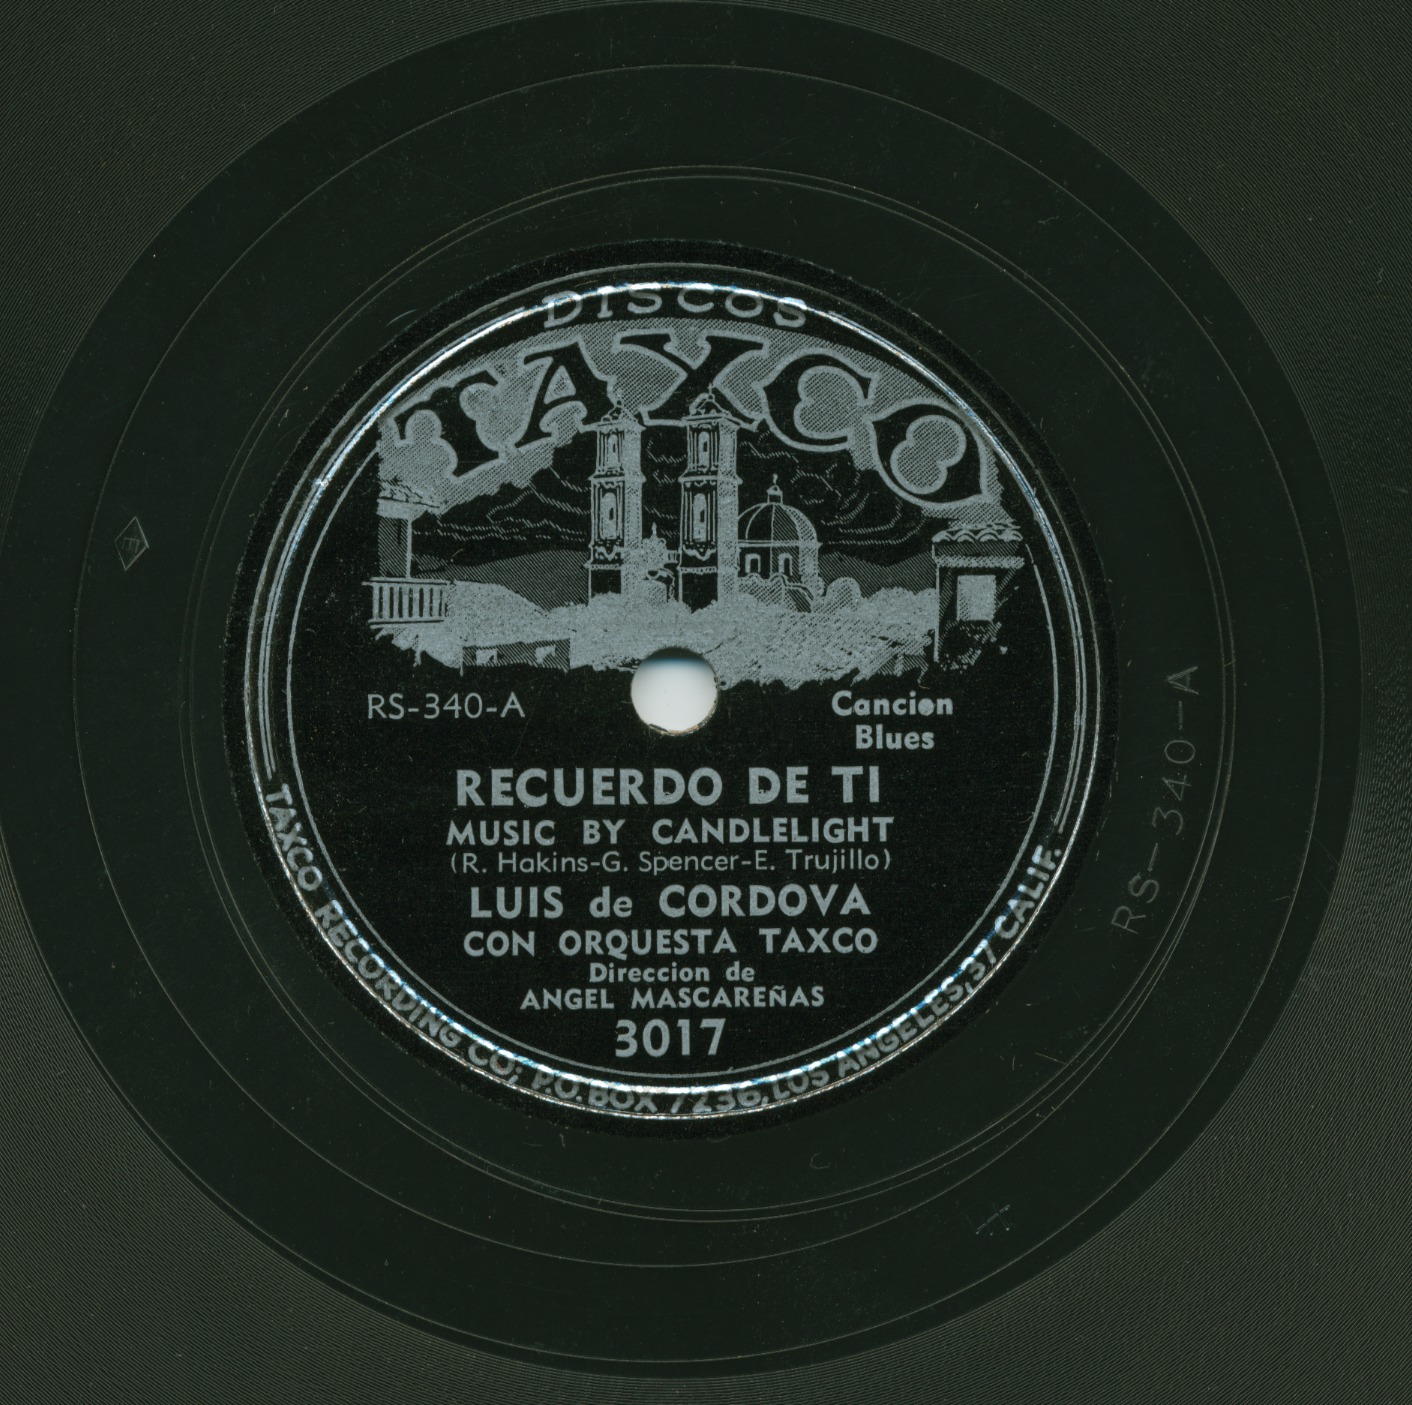 DISCOS
TAXCO
RS-340-A
Cancion
Blues
RECUERDO DE TI
MUSIC BY CANDLELIGHT
(R. Hakins-G. Spencer-E. Trujillo)
LUIS de CORDOVA
CON ORQUESTA TAXCO
Direccion de
ANGEL MASCAREÑAS
3017
TAXCO RECORDING CO; P.O.BOX 7236, LOS ANGELES,37 CALIF.
RS-340-A